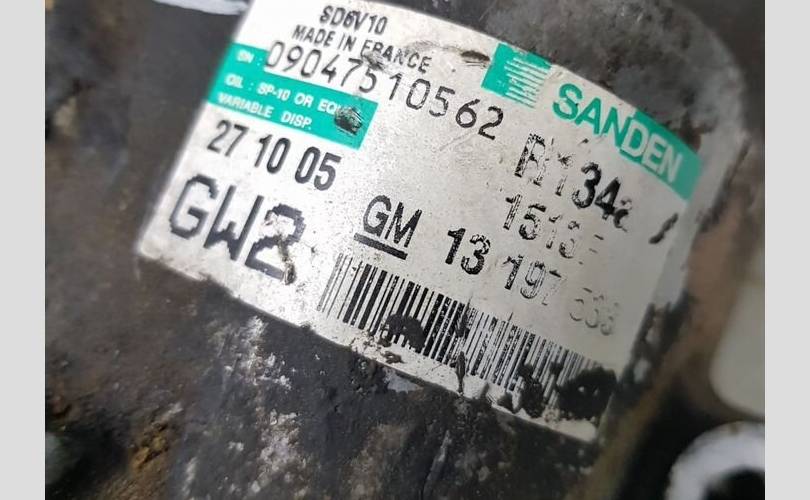 SD6V10
MADE IN FRANCE
SN : 09047510562
OIL : SP-10 OR
VARIABLE DISP.
SANDEN
27 10 05
R134a
GW2
GM 13 197